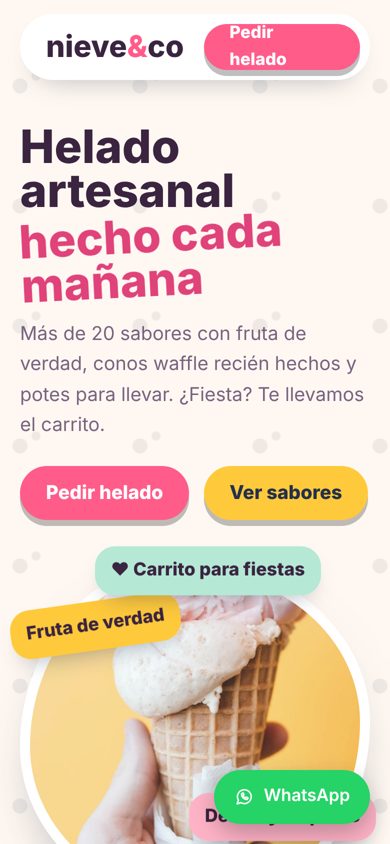 nieve&co
Pedir
helado
Helado
artesanal
hecho cada
mañana
Más de 20 sabores con fruta de
verdad, conos waffle recién hechos y
potes para llevar. ¿Fiesta? Te llevamos
el carrito.
Pedir helado
Ver sabores
♥ Carrito para fiestas
Fruta de verdad
WhatsApp